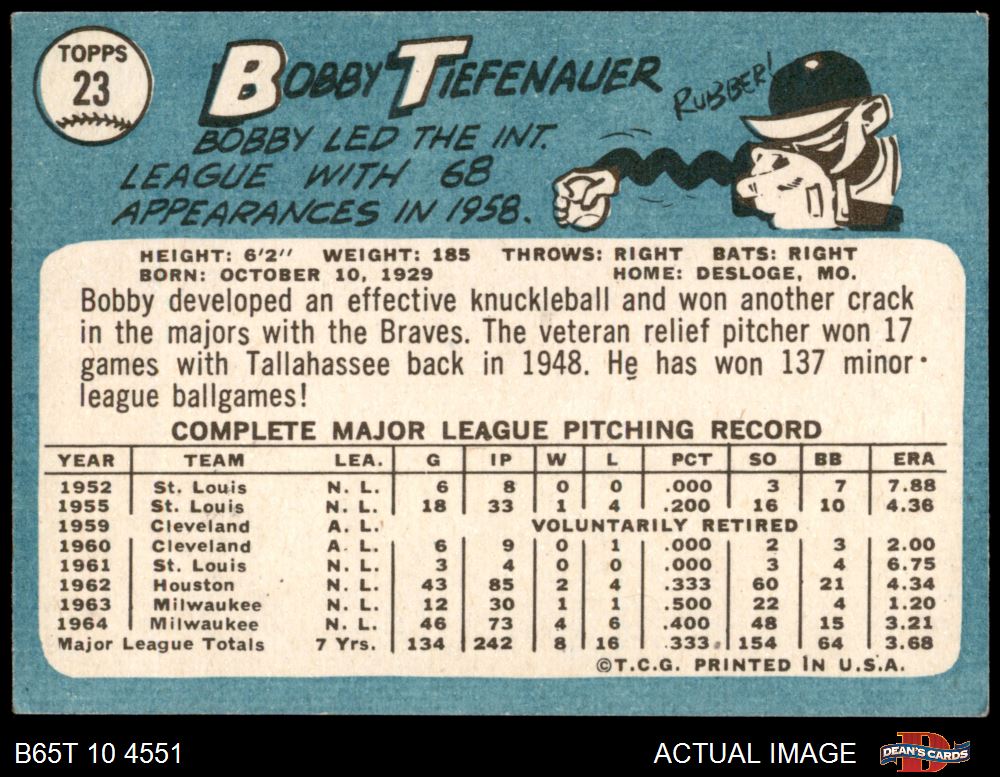 TOPPS
23
BOBBY TIEFENAUER
RUBBER!
BOBBY LED THE INT.
LEAGUE WITH 68
APPEARANCES IN 1958.
HEIGHT: 6'2" WEIGHT: 185 THROWS: RIGHT BATS: RIGHT
BORN: OCTOBER 10, 1929 HOME: DESLOGE, MO.
Bobby developed an effective knuckleball and won another crack
in the majors with the Braves. The veteran relief pitcher won 17
games with Tallahassee back in 1948. He has won 137 minor
league ballgames!
COMPLETE MAJOR LEAGUE PITCHING RECORD
YEAR TEAM LEA. G IP W L PCT SO BB ERA
1952 St. Louis N. L. 6 8 0 0 .000 3 7 7.88
1955 St. Louis N. L. 18 33 1 4 .200 16 10 4.36
1959 Cleveland A. L. VOLUNTARILY RETIRED
1960 Cleveland A. L. 6 9 0 1 .000 2 3 2.00
1961 St. Louis N. L. 3 4 0 0 .000 3 4 6.75
1962 Houston N. L. 43 85 2 4 .333 60 21 4.34
1963 Milwaukee N. L. 12 30 1 1 .500 22 4 1.20
1964 Milwaukee N. L. 46 73 4 6 .400 48 15 3.21
Major League Totals 7 Yrs. 134 242 8 16 .333 154 64 3.68
©T.C.G. PRINTED IN U.S.A.
B65T 10 4551 ACTUAL IMAGE DEAN'S CARDS